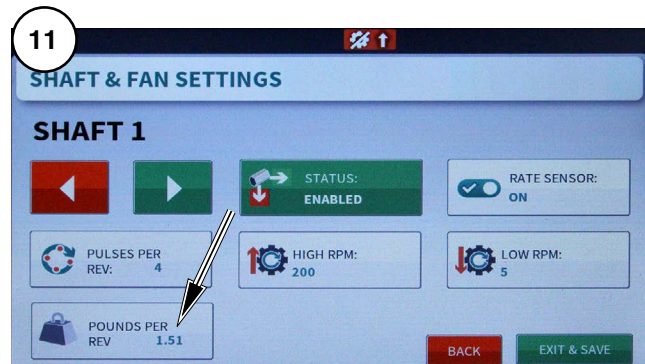 11
SHAFT & FAN SETTINGS
SHAFT 1
STATUS:
ENABLED
RATE SENSOR:
ON
PULSES PER
REV: 4
HIGH RPM:
200
LOW RPM:
5
POUNDS PER
REV 1.51
BACK
EXIT & SAVE